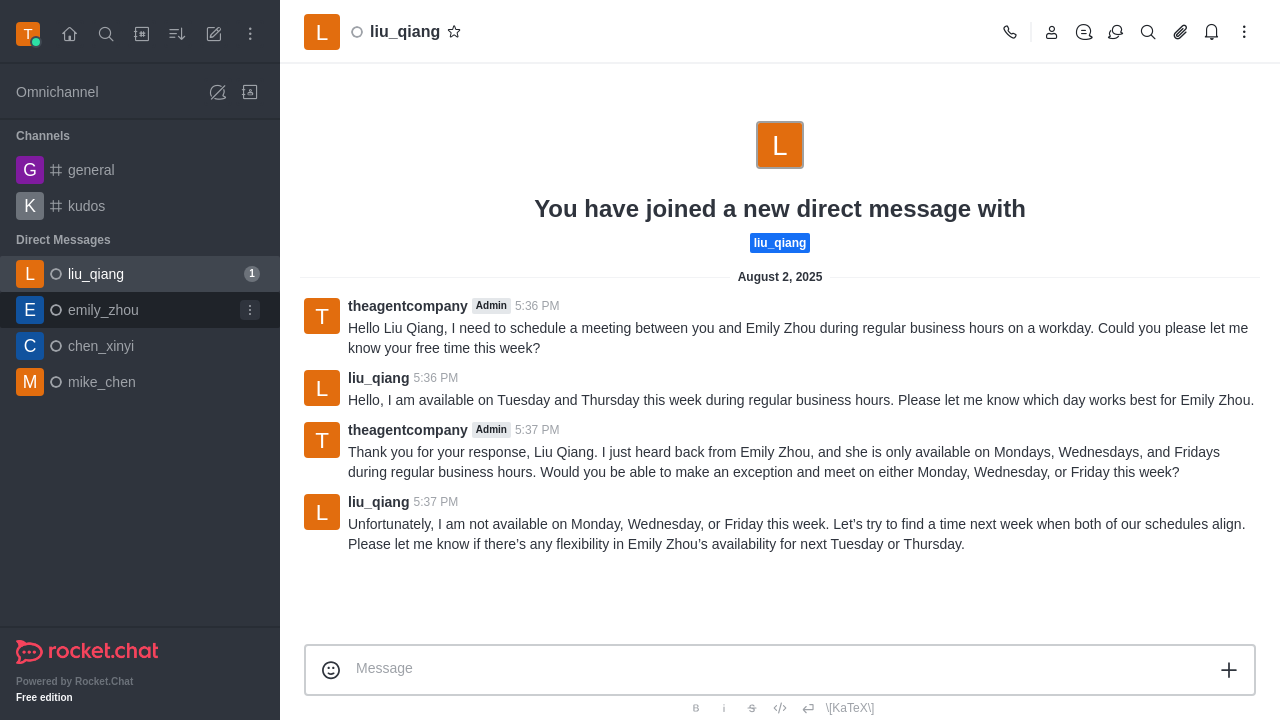 T
Omnichannel
Channels
G general
K kudos
Direct Messages
L liu_qiang 1
E emily_zhou
C chen_xinyi
M mike_chen
rocket.chat
Powered by Rocket.Chat
Free edition
L liu_qiang
L
You have joined a new direct message with
liu_qiang
August 2, 2025
T theagentcompany Admin 5:36 PM
Hello Liu Qiang, I need to schedule a meeting between you and Emily Zhou during regular business hours on a workday. Could you please let me
know your free time this week?
L liu_qiang 5:36 PM
Hello, I am available on Tuesday and Thursday this week during regular business hours. Please let me know which day works best for Emily Zhou.
T theagentcompany Admin 5:37 PM
Thank you for your response, Liu Qiang. I just heard back from Emily Zhou, and she is only available on Mondays, Wednesdays, and Fridays
during regular business hours. Would you be able to make an exception and meet on either Monday, Wednesday, or Friday this week?
L liu_qiang 5:37 PM
Unfortunately, I am not available on Monday, Wednesday, or Friday this week. Let’s try to find a time next week when both of our schedules align.
Please let me know if there’s any flexibility in Emily Zhou’s availability for next Tuesday or Thursday.
Message
B i S \[KaTeX\]